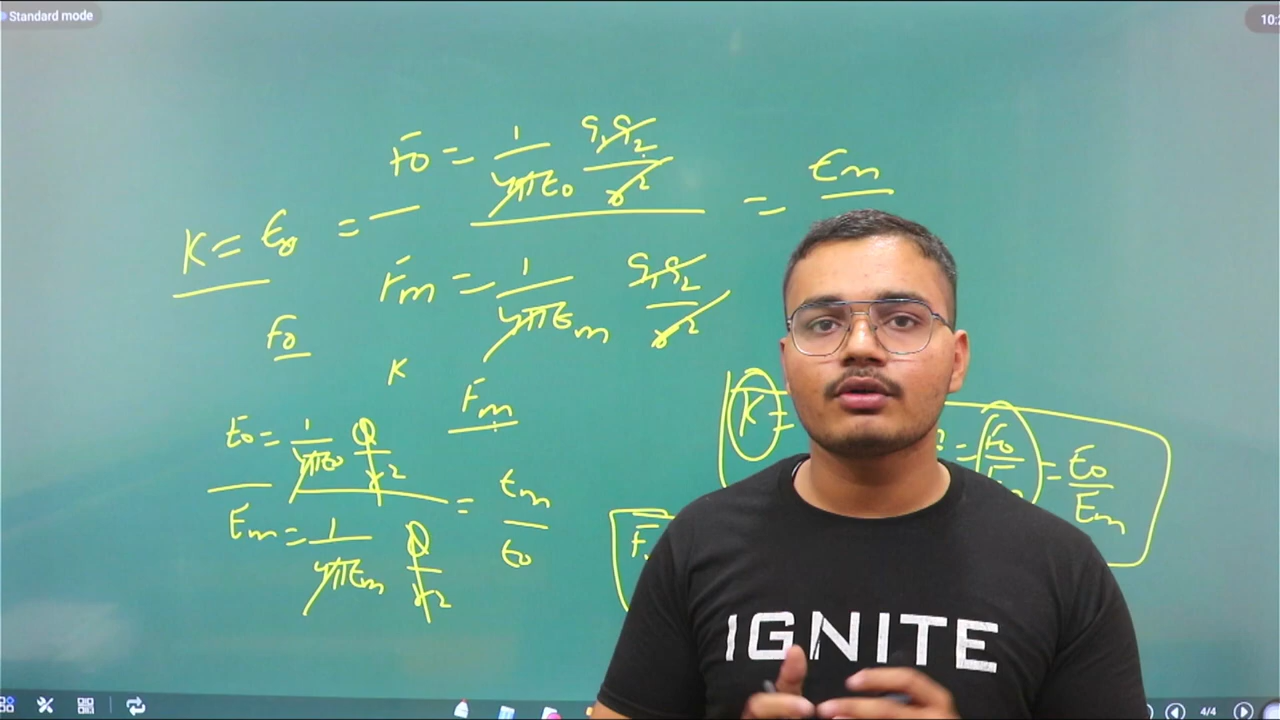 Standard mode
10:
F₀ = 1/4πε₀ q₁q₂/r²
K = εᵣ = = εm
Fm = 1/4πεm q₁q₂/r²
F₀
K
Fm
E₀ = 1/4πε₀ Q/r²
= εm/ε₀
Em = 1/4πεm Q/r²
K = = F₀ = E₀/Em
F
IGNITE
4/4